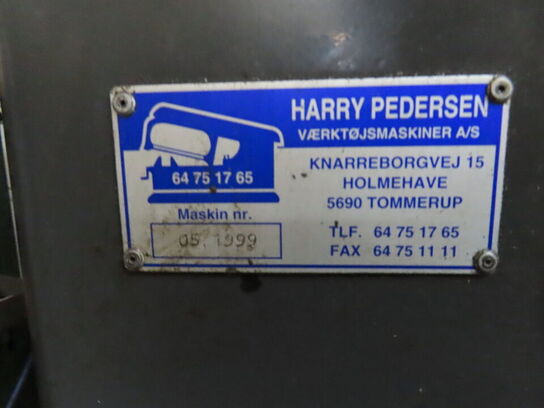 HARRY PEDERSEN
VÆRKTØJSMASKINER A/S
64 75 17 65
Maskin nr.
05.1999
KNARREBORGVEJ 15
HOLMEHAVE
5690 TOMMERUP
TLF. 64 75 17 65
FAX 64 75 11 11